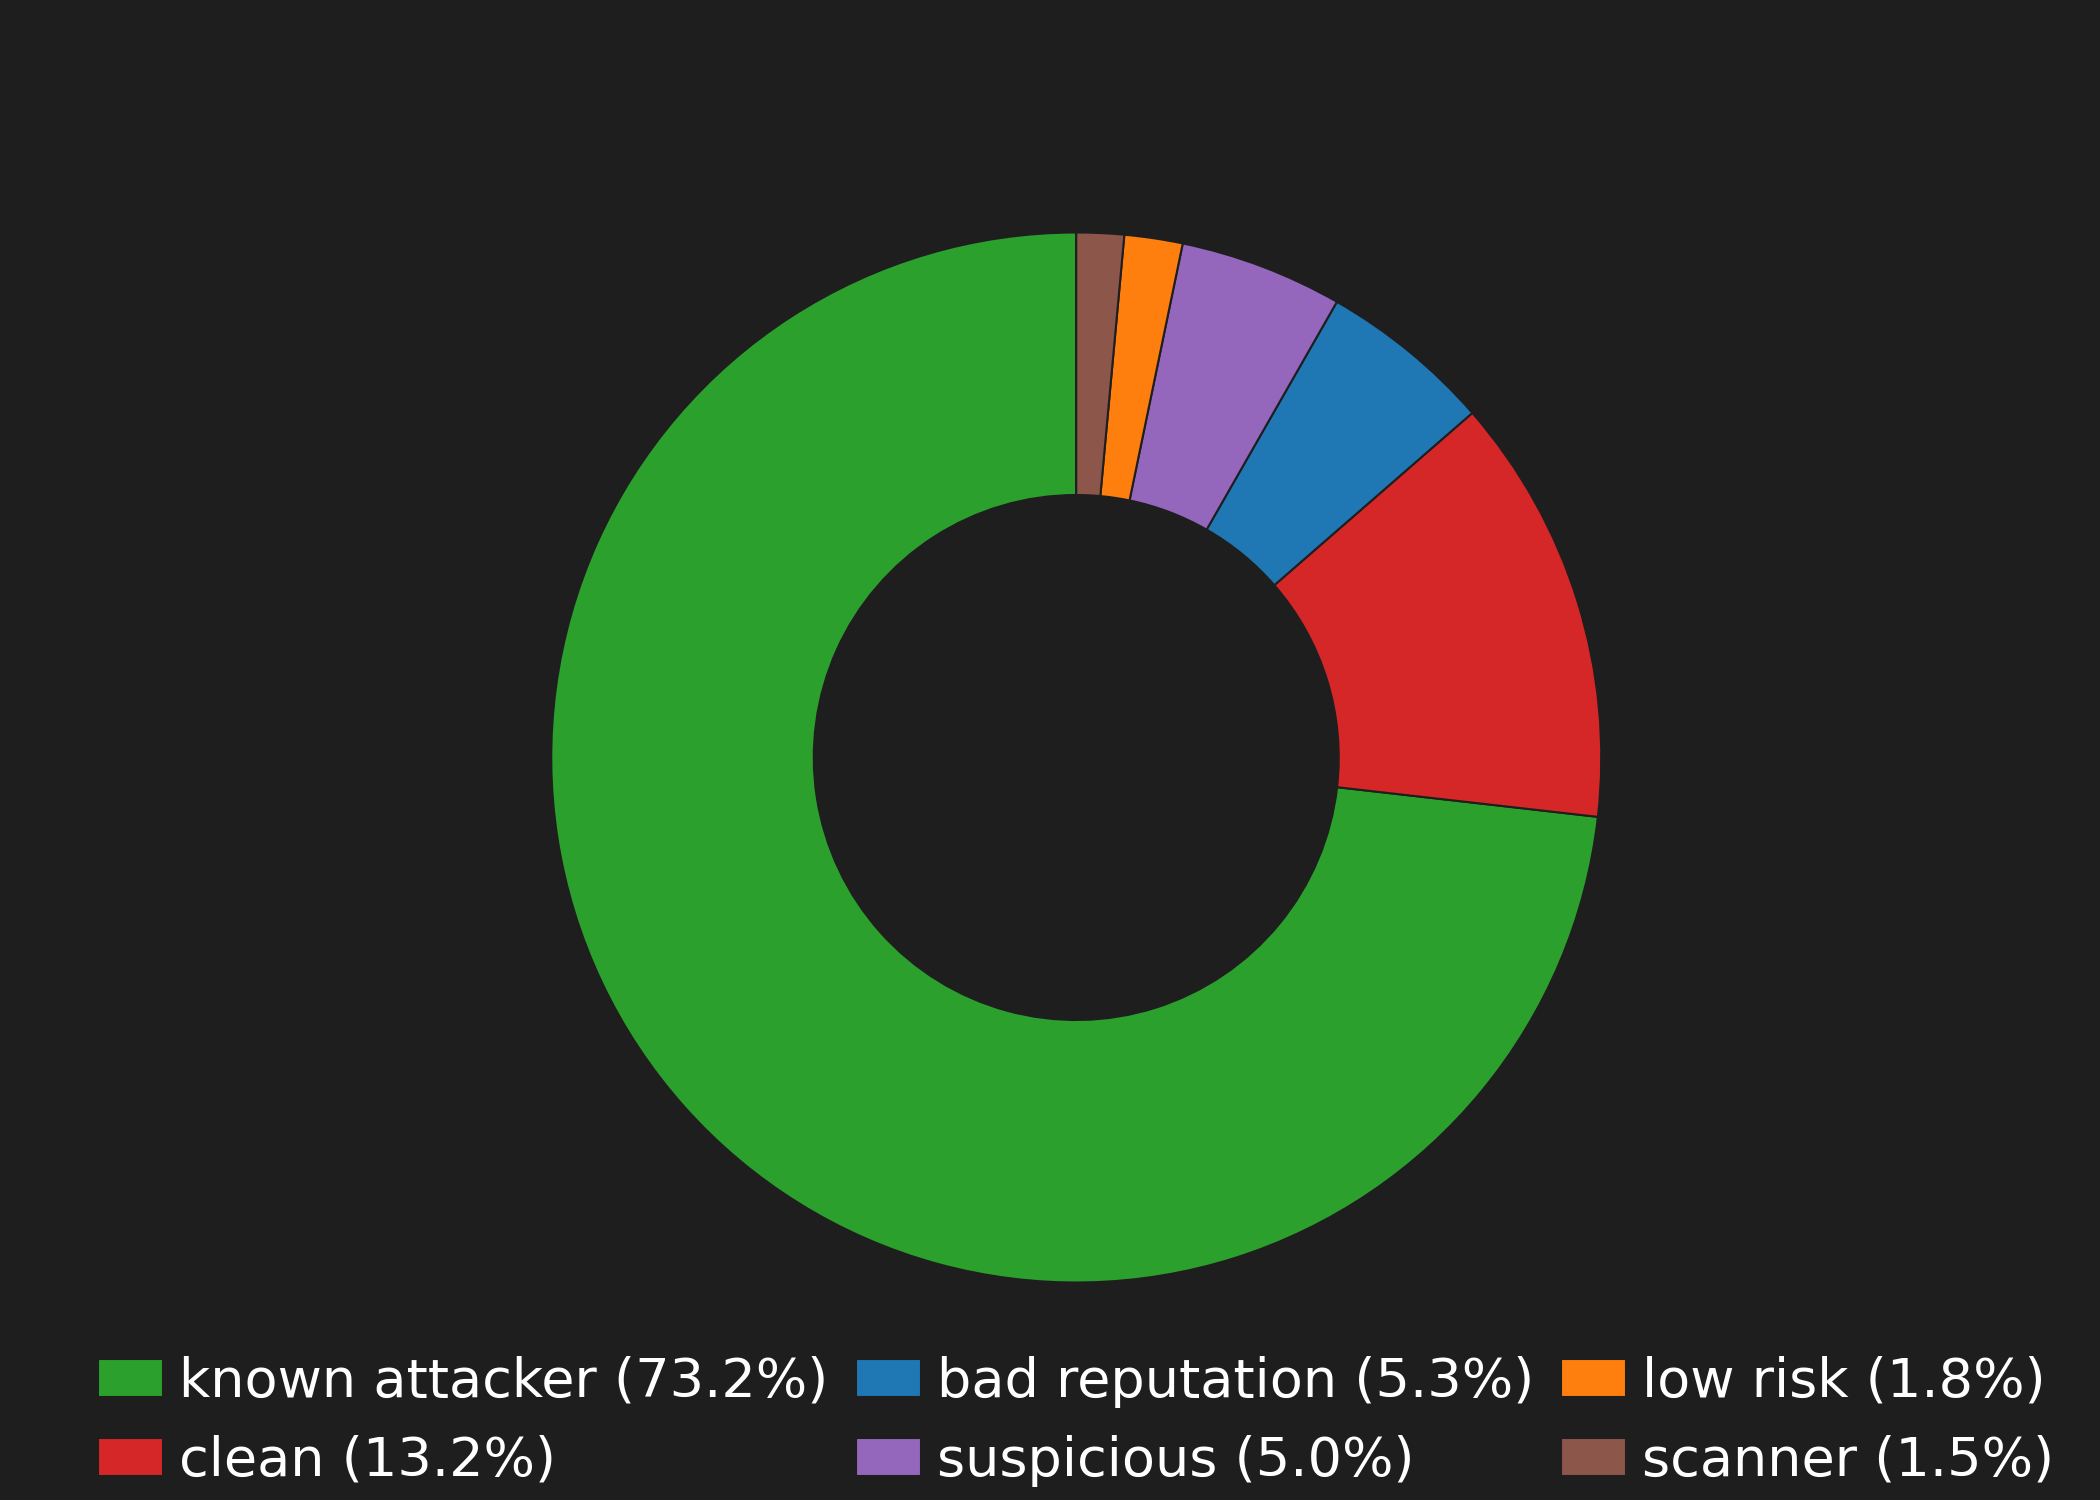 known attacker (73.2%)
bad reputation (5.3%)
low risk (1.8%)
clean (13.2%)
suspicious (5.0%)
scanner (1.5%)